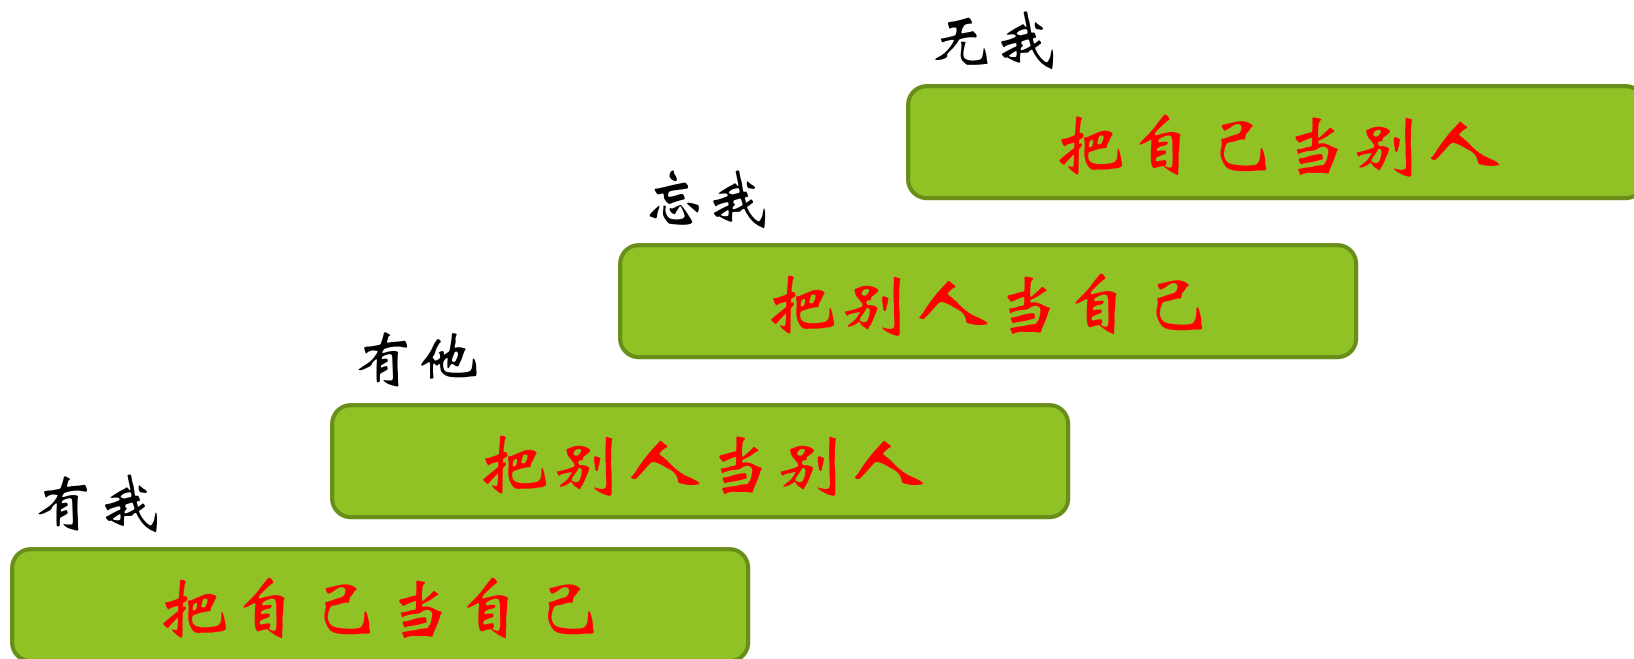 无我
把自己当别人
忘我
把别人当自己
有他
把别人当别人
有我
把自己当自己